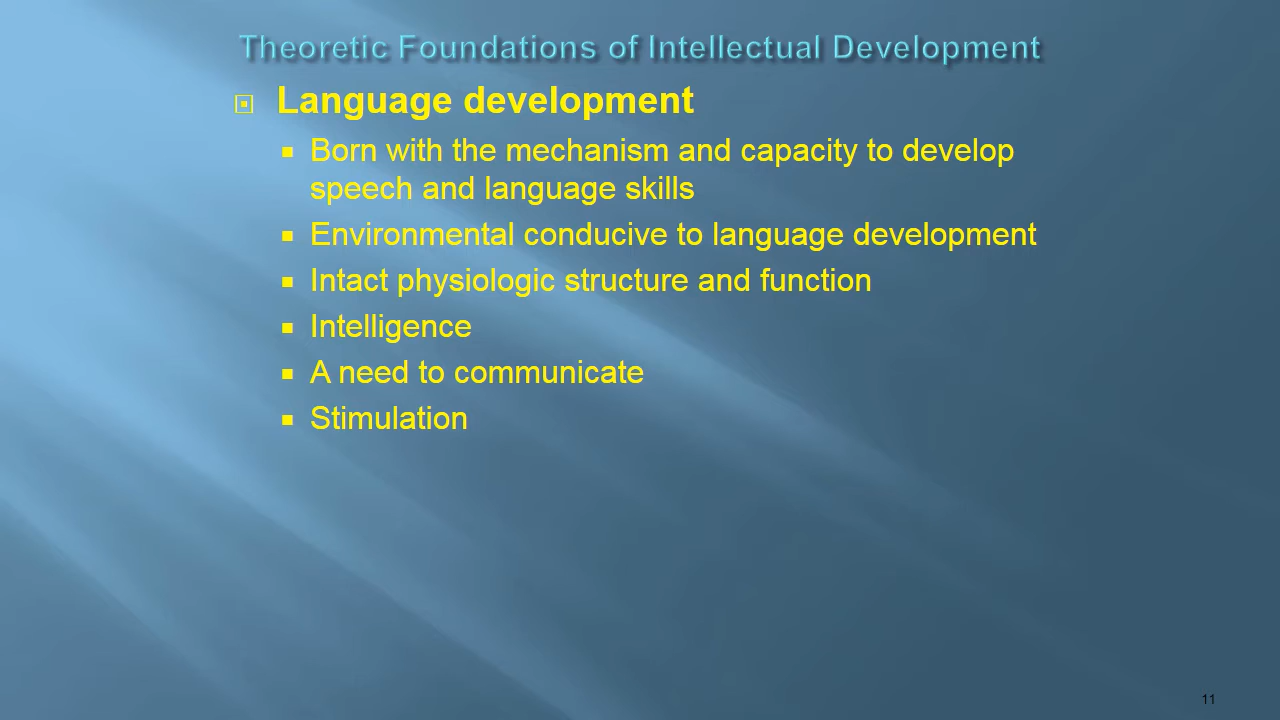 Theoretic Foundations of Intellectual Development
Language development
Born with the mechanism and capacity to develop
speech and language skills
Environmental conducive to language development
Intact physiologic structure and function
Intelligence
A need to communicate
Stimulation
11